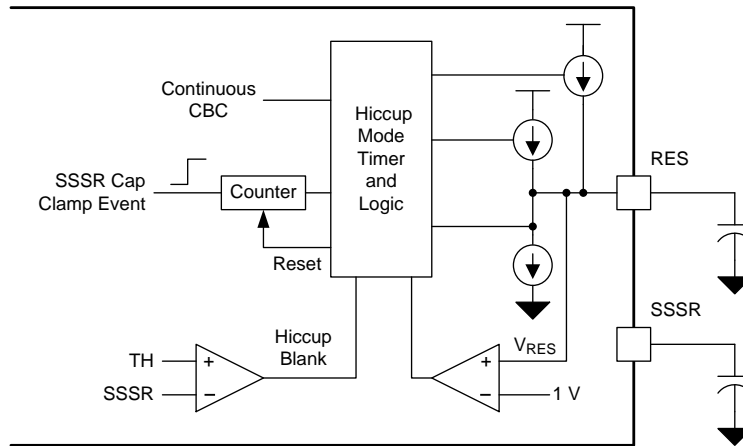 Continuous
CBC
Hiccup
Mode
Timer
and
Logic
RES
SSSR Cap
Clamp Event
Counter
Reset
SSSR
Hiccup
Blank
TH
+
SSSR
−
VRES
+
−
1 V